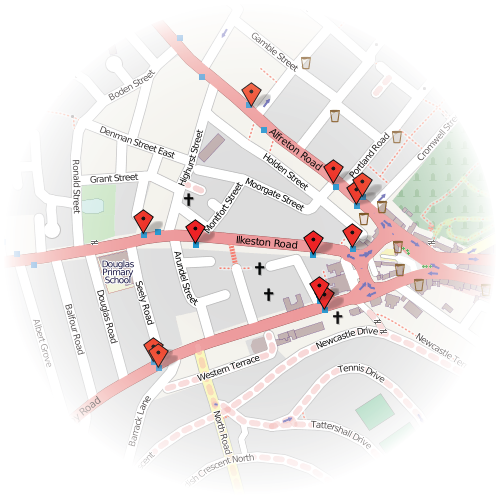 Gamble Street
Boden Street
Cromwell Street
Portland Road
Alfreton Road
Denman Street East
Highurst Street
Holden Street
Ronald Street
Grant Street
Moorgate Street
Montfort Street
Ilkeston Road
Douglas
Primary
School
Arundel Street
Seely Road
Douglas Road
Balfour Road
Albert Grove
Newcastle Drive
Newcastle Te
Western Terrace
Tennis Drive
Road
Barrack Lane
North Road
Tattershall Drive
Crescent North